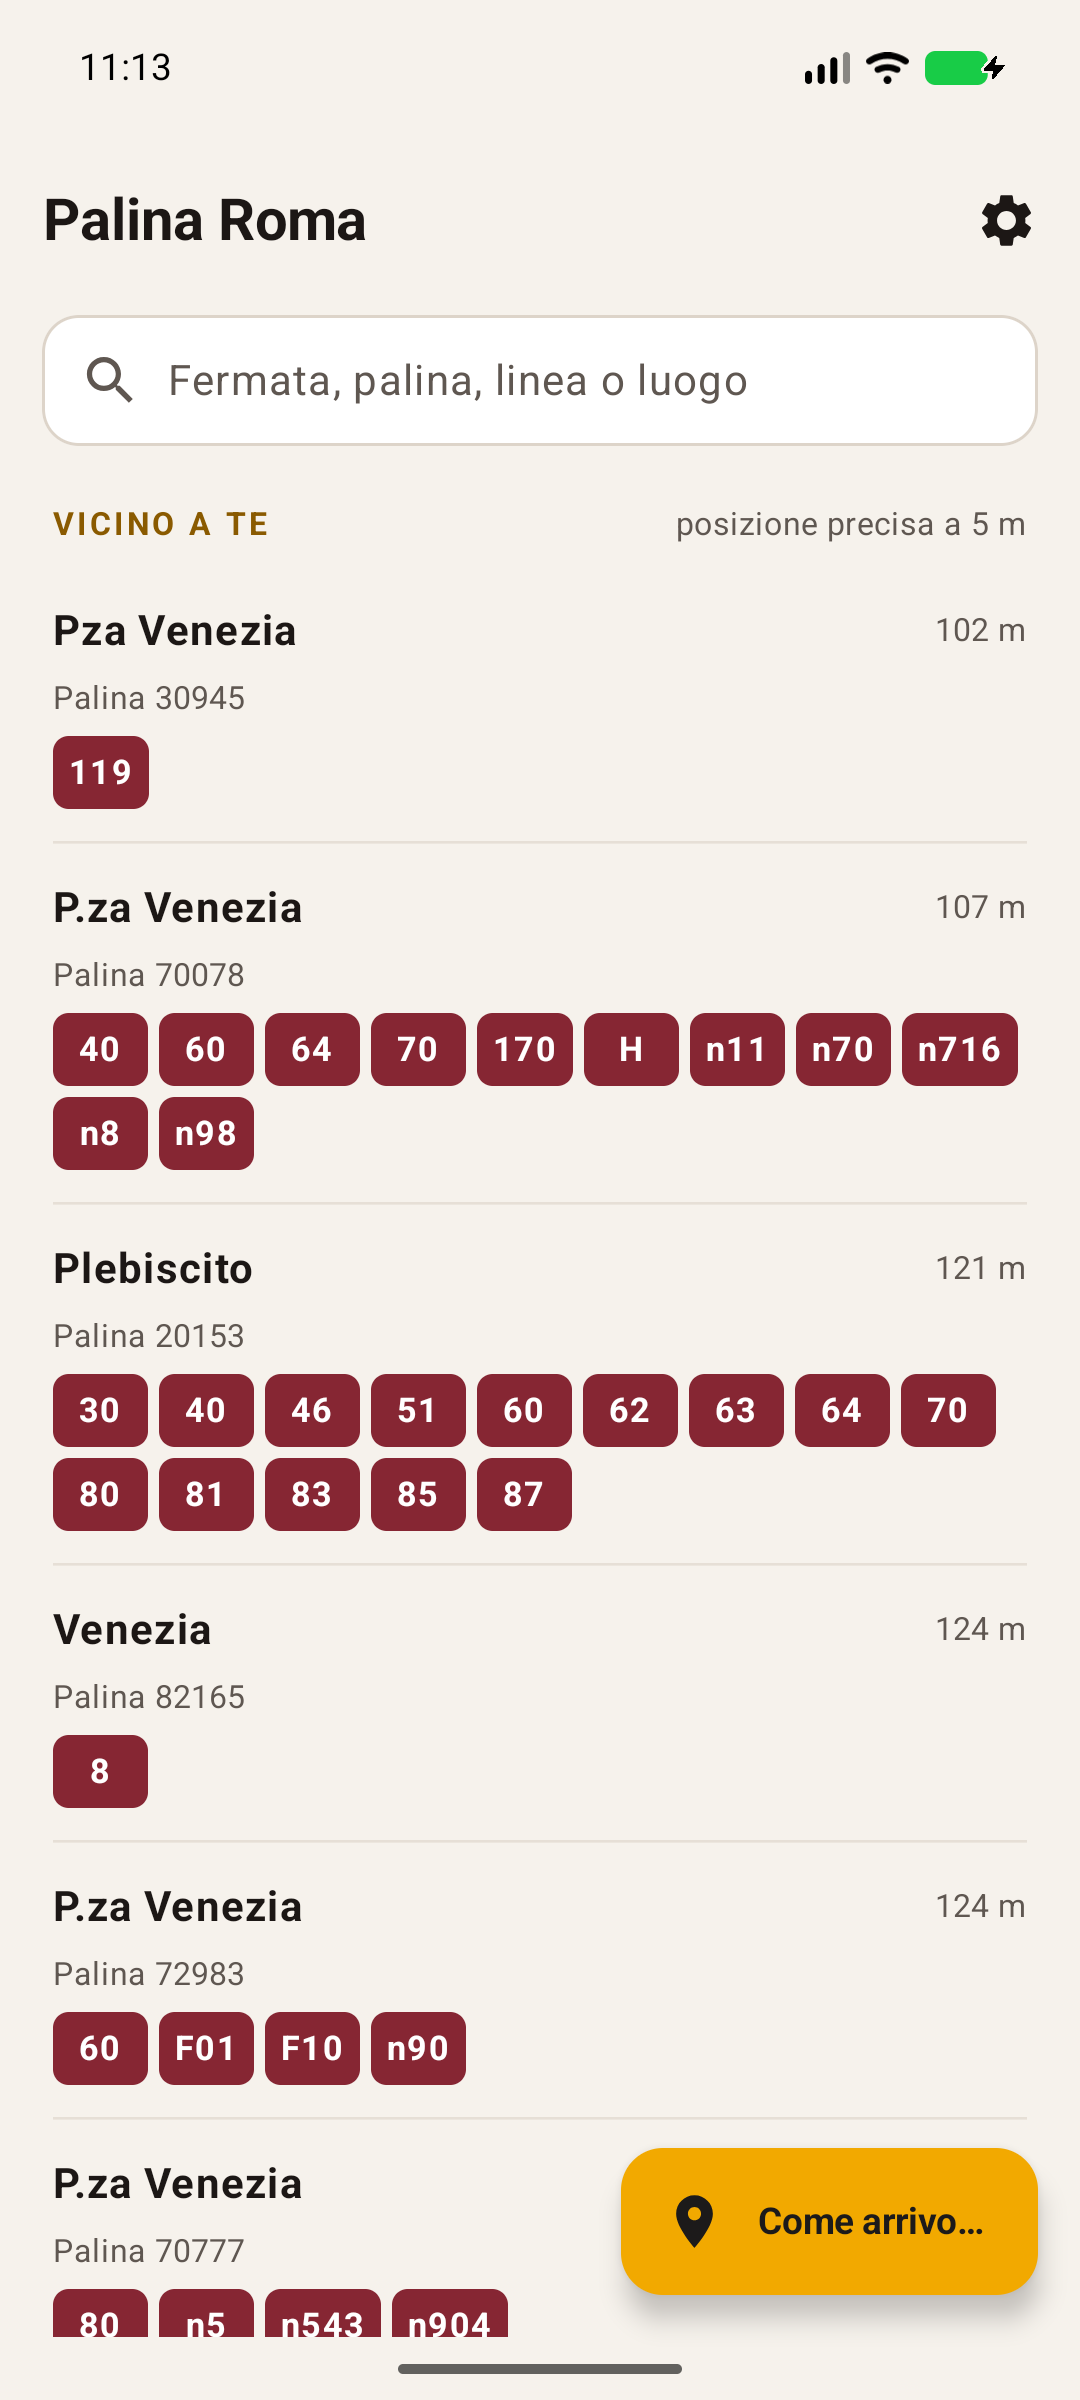 11:13
Palina Roma
Fermata, palina, linea o luogo
VICINO A TE posizione precisa a 5 m
Pza Venezia 102 m
Palina 30945
119
P.za Venezia 107 m
Palina 70078
40 60 64 70 170 H n11 n70 n716
n8 n98
Plebiscito 121 m
Palina 20153
30 40 46 51 60 62 63 64 70
80 81 83 85 87
Venezia 124 m
Palina 82165
8
P.za Venezia 124 m
Palina 72983
60 F01 F10 n90
P.za Venezia
Palina 70777
Come arrivo…
80 n5 n543 n904